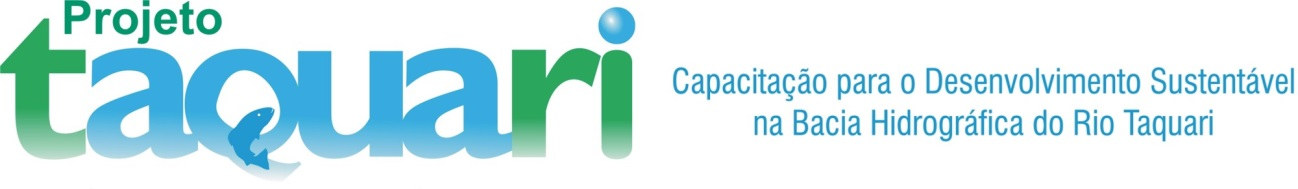 Projeto
taquari
Capacitação para o Desenvolvimento Sustentável
na Bacia Hidrográfica do Rio Taquari